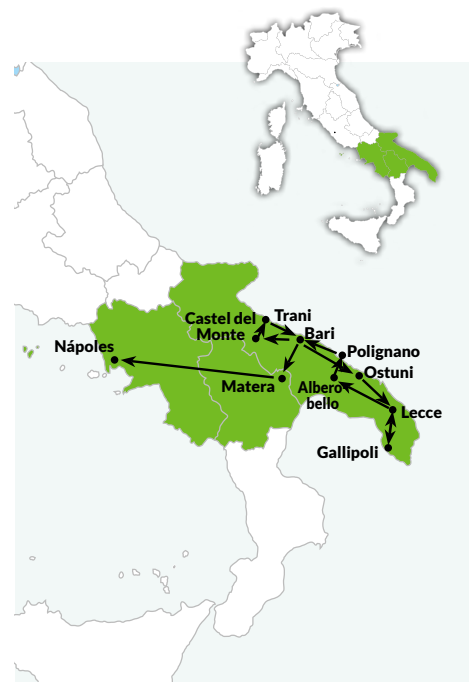 Castel del
Monte
Trani
Bari
Nápoles
Polignano
Ostuni
Matera
Albero
bello
Lecce
Gallipoli